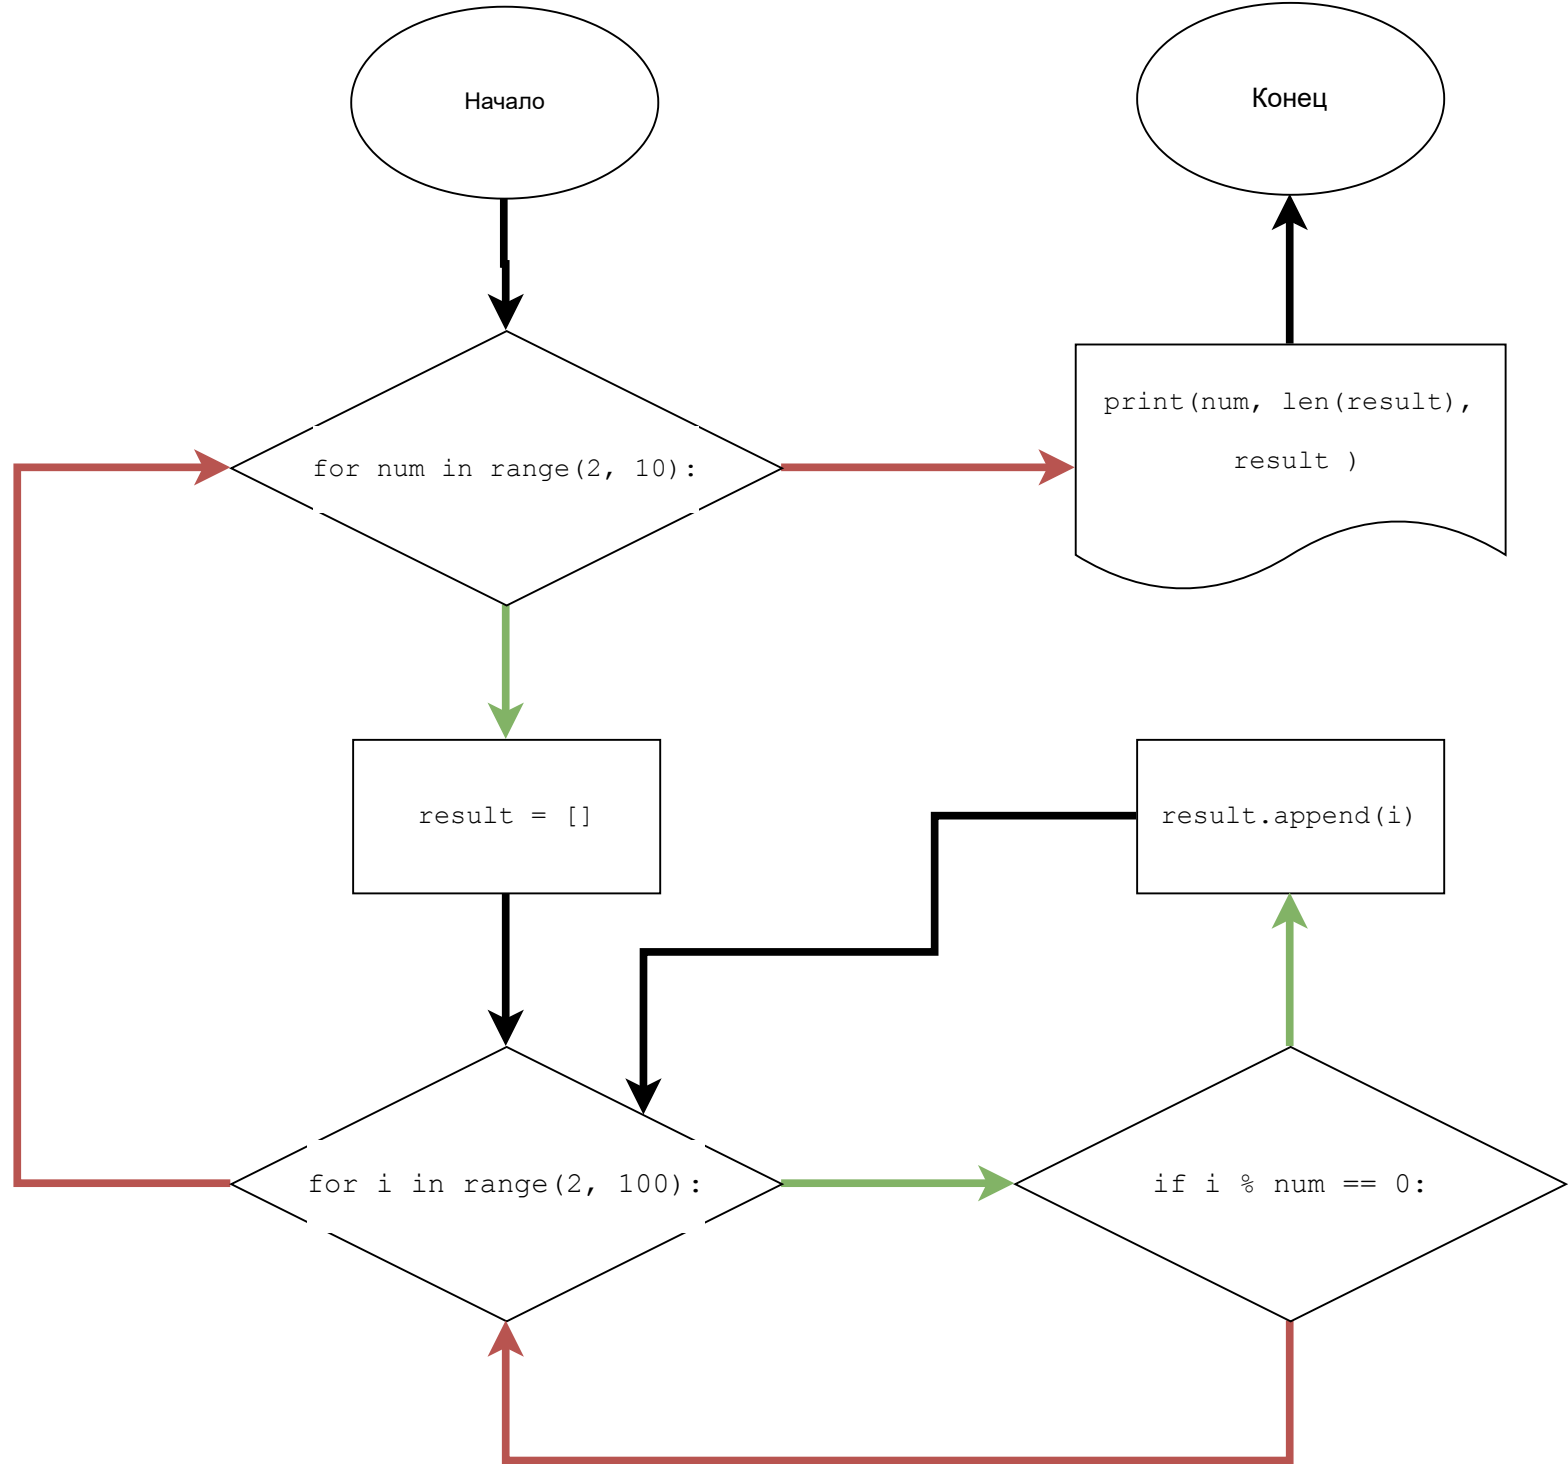 Начало
Конец
for num in range(2, 10):
print(num, len(result),
result )
result = []
result.append(i)
for i in range(2, 100):
if i % num == 0: